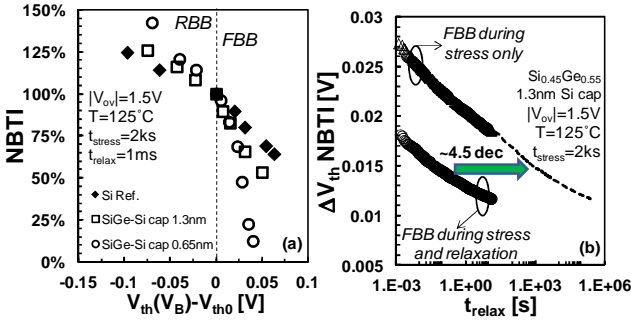 150%
125%
100%
75%
50%
25%
0%
NBTI
RBB
FBB
|Vov|=1.5V
T=125°C
tstress=2ks
trelax=1ms
Si Ref.
SiGe-Si cap 1.3nm
SiGe-Si cap 0.65nm
(a)
-0.15 -0.1 -0.05 0 0.05 0.1
Vth(VB)-Vth0 [V]
0.03
0.025
0.02
0.015
0.01
0.005
ΔVth NBTI [V]
FBB during
stress only
Si0.45Ge0.55
1.3nm Si cap
|Vov|=1.5V
T=125°C
tstress=2ks
~4.5 dec
FBB during stress
and relaxation
(b)
1.E-03 1.E+00 1.E+03 1.E+06
trelax [s]